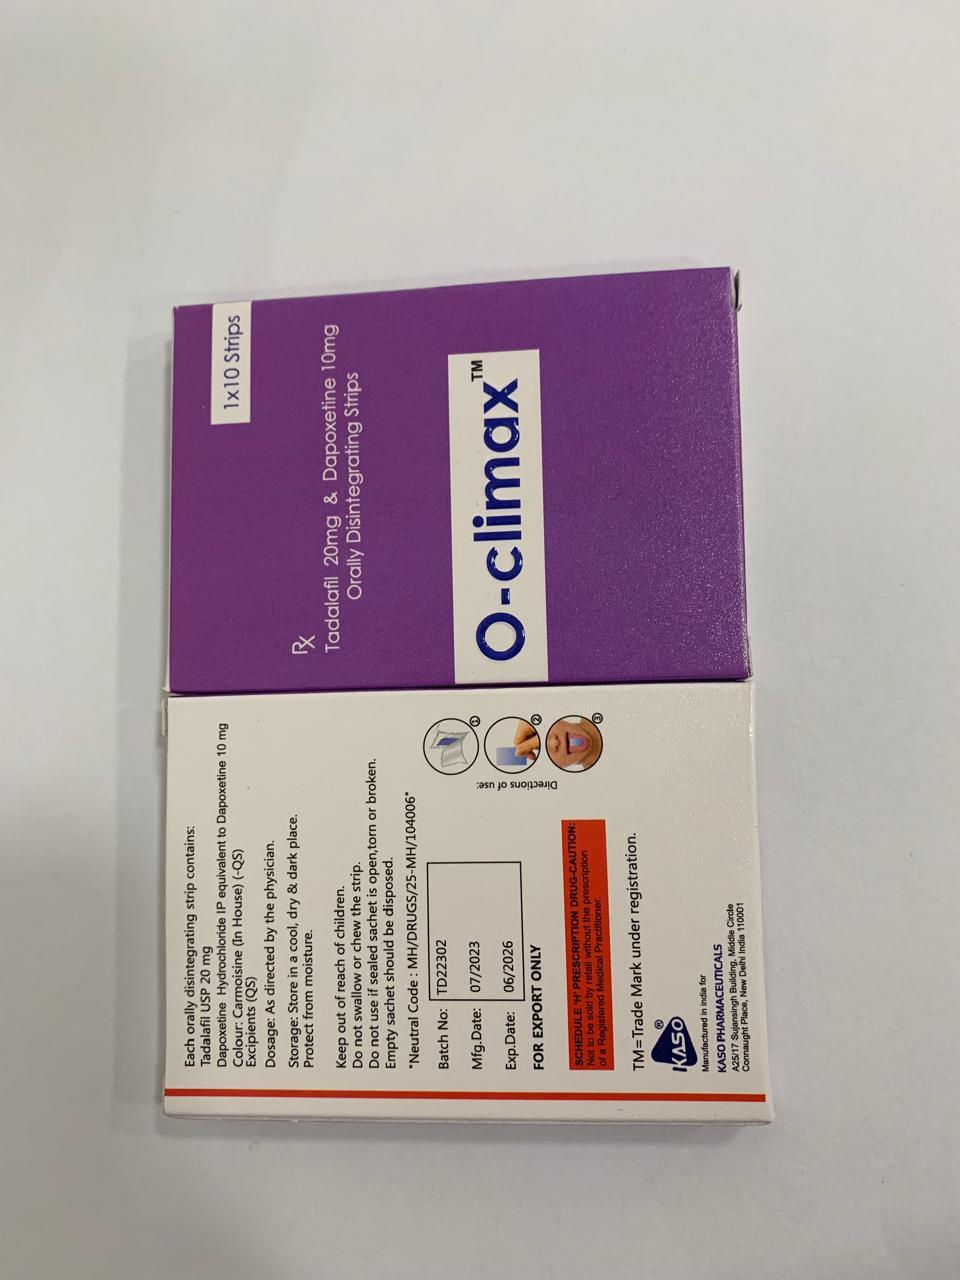 1x10 Strips
Rx
Tadalafil 20mg & Dapoxetine 10mg
Orally Disintegrating Strips
O-climax™
Each orally disintegrating strip contains:
Tadalafil USP 20 mg
Dapoxetine Hydrochloride IP equivalent to Dapoxetine 10 mg
Colour: Carmoisine (In House) (-QS)
Excipients (QS)
Dosage: As directed by the physician.
Storage: Store in a cool, dry & dark place.
Protect from moisture.
Keep out of reach of children.
Do not swallow or chew the strip.
Do not use if sealed sachet is open,torn or broken.
Empty sachet should be disposed.
"Neutral Code : MH/DRUGS/25-MH/104006"
Batch No: TD22302
Mfg.Date: 07/2023
Exp.Date: 06/2026
FOR EXPORT ONLY
Directions of use:
1
2
3
SCHEDULE 'H' PRESCRIPTION DRUG-CAUTION:
Not to be sold by retail without the prescription
of a Registered Medical Practitioner.
TM=Trade Mark under registration.
KASO®
Manufactured in india for
KASO PHARMACEUTICALS
A25/17 Sujansingh Building, Middle Circle
Connaught Place, New Delhi India 110001